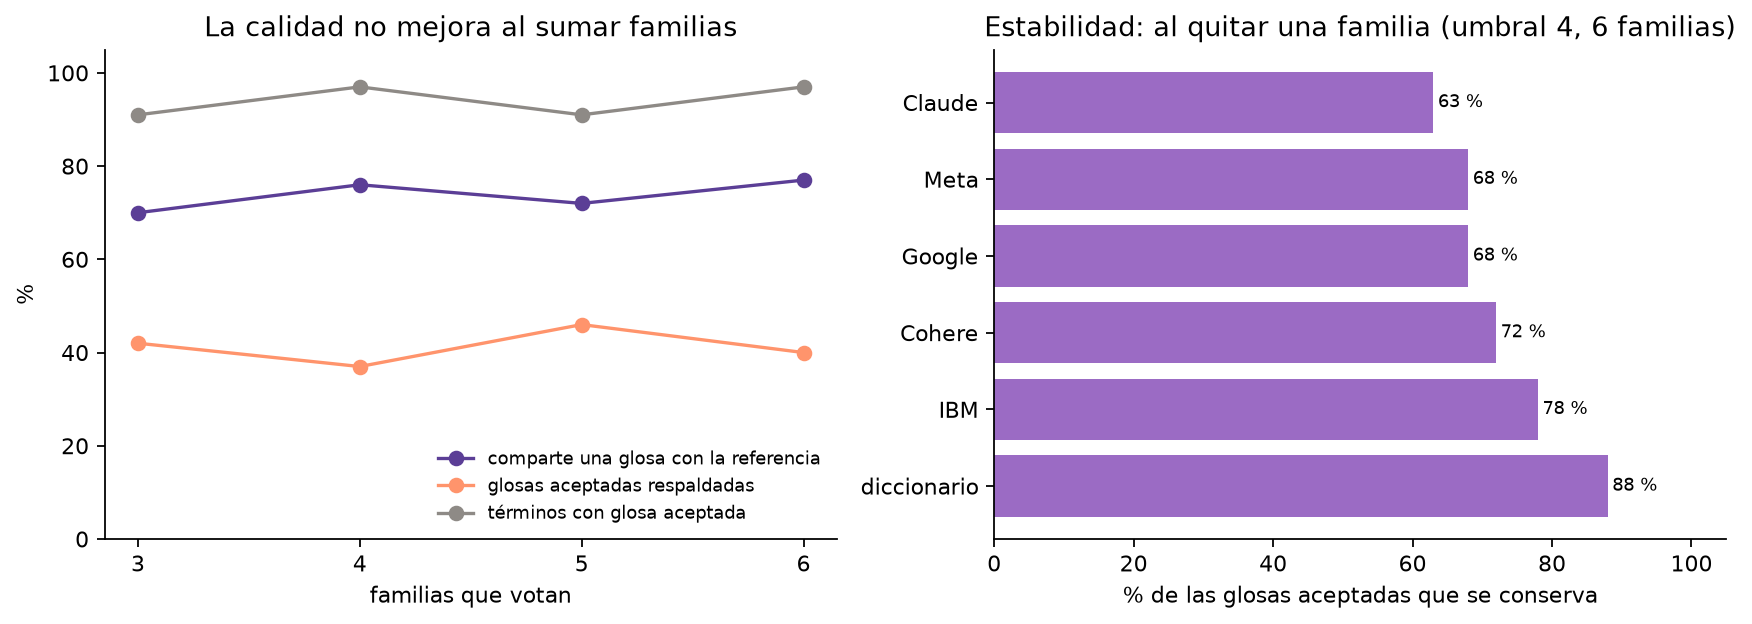 La calidad no mejora al sumar familias
100
80
60
40
20
0
%
3 4 5 6
familias que votan
comparte una glosa con la referencia
glosas aceptadas respaldadas
términos con glosa aceptada
Estabilidad: al quitar una familia (umbral 4, 6 familias)
Claude 63 %
Meta 68 %
Google 68 %
Cohere 72 %
IBM 78 %
diccionario 88 %
0 20 40 60 80 100
% de las glosas aceptadas que se conserva